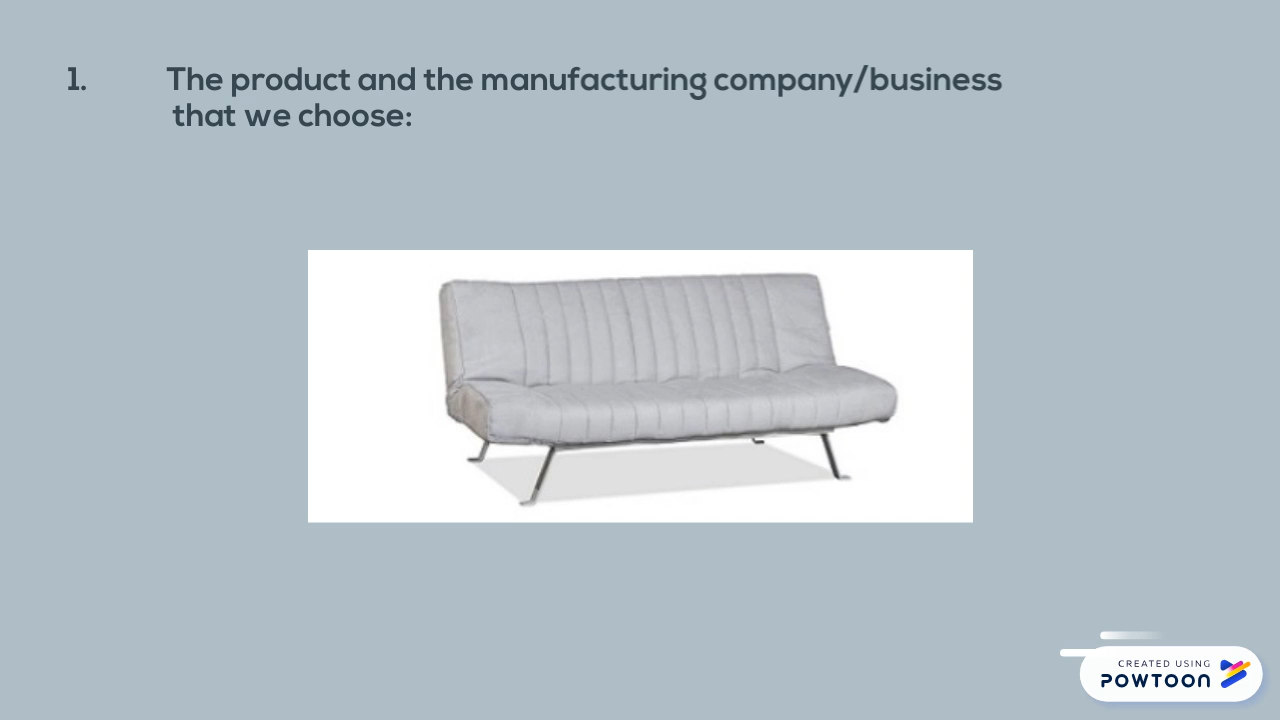 1. The product and the manufacturing company/business
that we choose:
CREATED USING
POWTOON